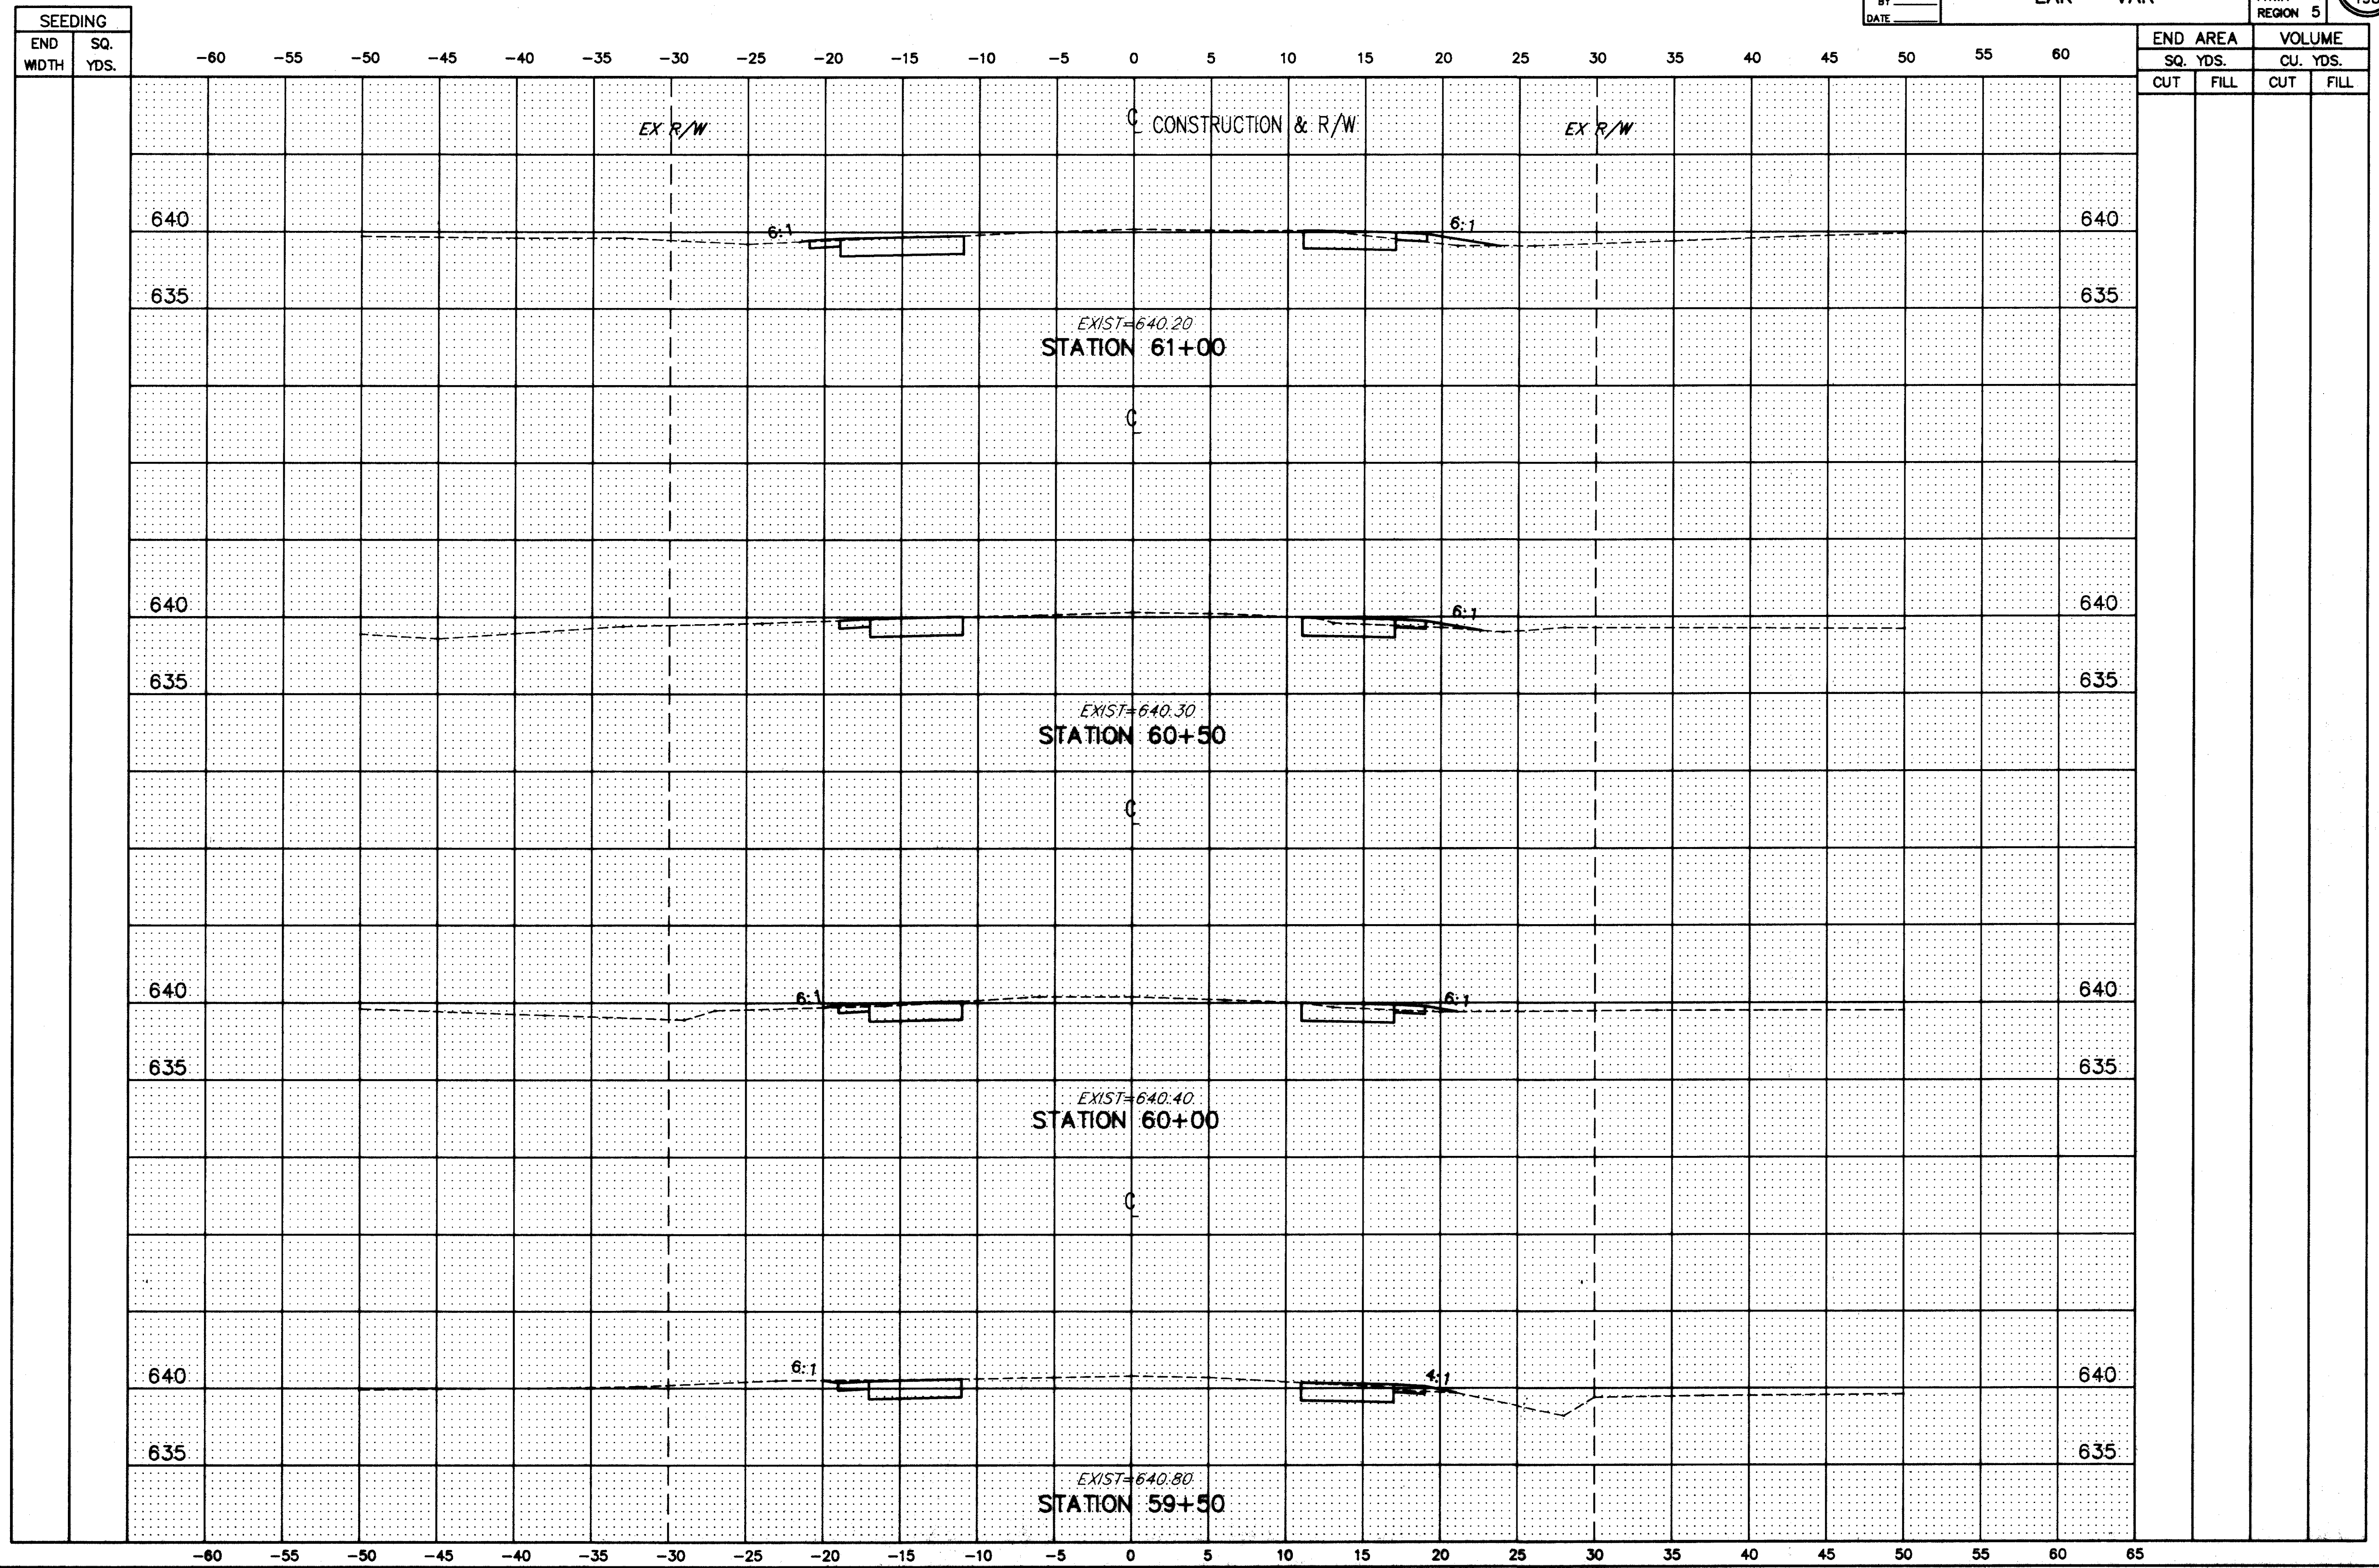 BY
DATE
REGION 5
SEEDING
END WIDTH SQ. YDS.
-60 -55 -50 -45 -40 -35 -30 -25 -20 -15 -10 -5 0 5 10 15 20 25 30 35 40 45 50 55 60
END AREA VOLUME
SQ. YDS. CU. YDS.
CUT FILL CUT FILL
EX R/W ℄ CONSTRUCTION & R/W EX R/W
640 6:1 6:1 640
635 635
EXIST=640.20
STATION 61+00
℄
640 6:1 640
635 635
EXIST=640.30
STATION 60+50
℄
640 6:1 6:1 640
635 635
EXIST=640.40
STATION 60+00
℄
6:1 4:1
640 640
635 635
EXIST=640.80
STATION 59+50
-60 -55 -50 -45 -40 -35 -30 -25 -20 -15 -10 -5 0 5 10 15 20 25 30 35 40 45 50 55 60 65